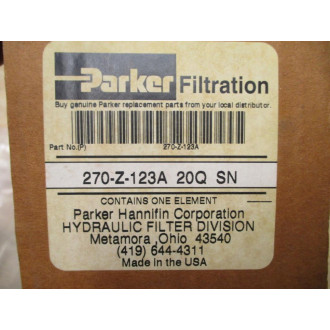 Parker Filtration
Buy genuine Parker replacement parts from your local distributor.
Part No.(P) 270-Z-123A
270-Z-123A 20Q SN
CONTAINS ONE ELEMENT
Parker Hannifin Corporation
HYDRAULIC FILTER DIVISION
Metamora ,Ohio 43540
(419) 644-4311
Made In the USA